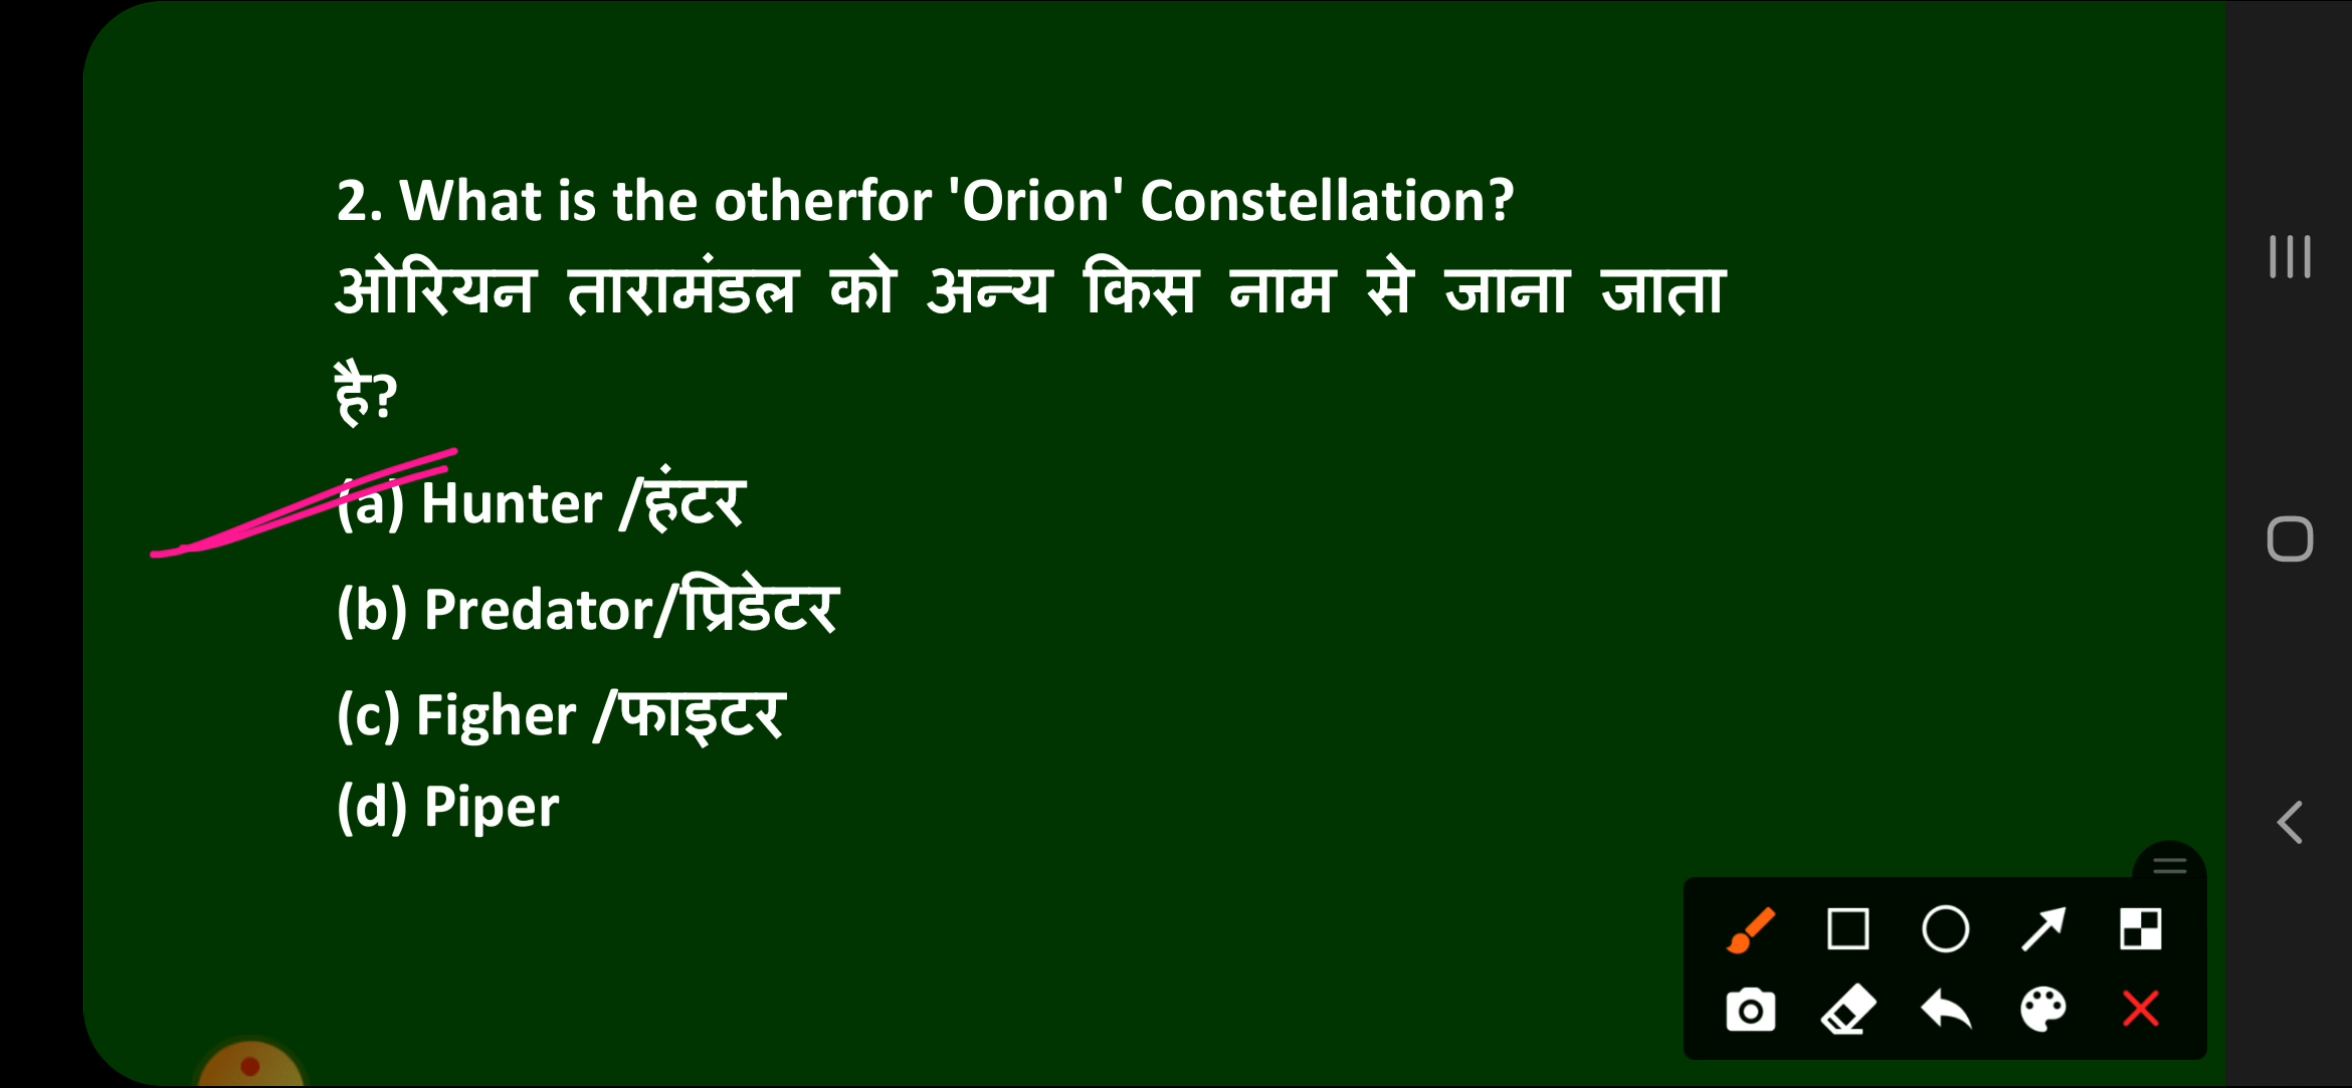 2. What is the otherfor 'Orion' Constellation?
ओरियन तारामंडल को अन्य किस नाम से जाना जाता
है?
(a) Hunter /हंटर
(b) Predator/प्रिडेटर
(c) Figher /फाइटर
(d) Piper